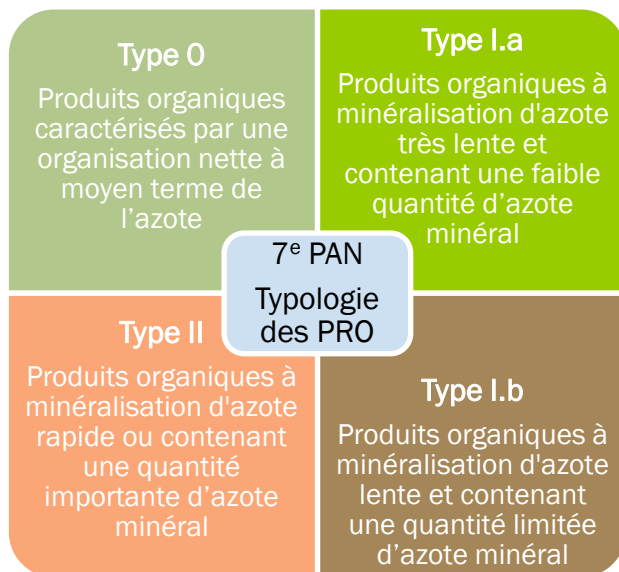 Type 0
Produits organiques
caractérisés par une
organisation nette à
moyen terme de
l’azote
Type I.a
Produits organiques à
minéralisation d'azote
très lente et
contenant une faible
quantité d’azote
minéral
7e PAN
Typologie
des PRO
Type II
Produits organiques à
minéralisation d'azote
rapide ou contenant
une quantité
importante d’azote
minéral
Type I.b
Produits organiques à
minéralisation d'azote
lente et contenant
une quantité limitée
d’azote minéral